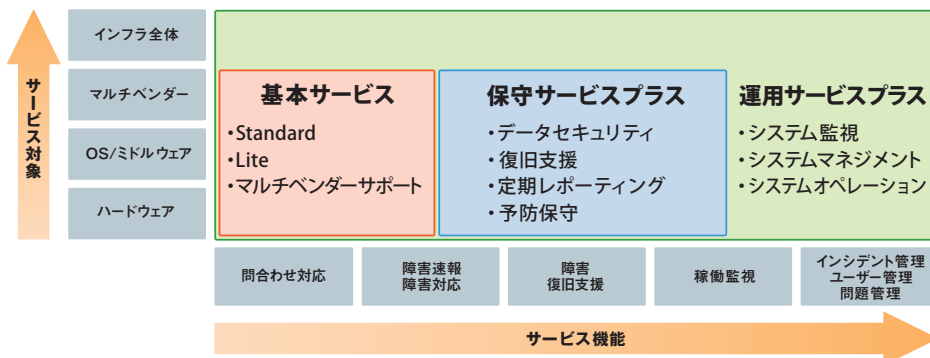 サービス対象
インフラ全体
マルチベンダー
OS/ミドルウェア
ハードウェア
基本サービス
・Standard
・Lite
・マルチベンダーサポート
保守サービスプラス
・データセキュリティ
・復旧支援
・定期レポーティング
・予防保守
運用サービスプラス
・システム監視
・システムマネジメント
・システムオペレーション
問合わせ対応
障害速報
障害対応
障害
復旧支援
稼働監視
インシデント管理
ユーザー管理
問題管理
サービス機能